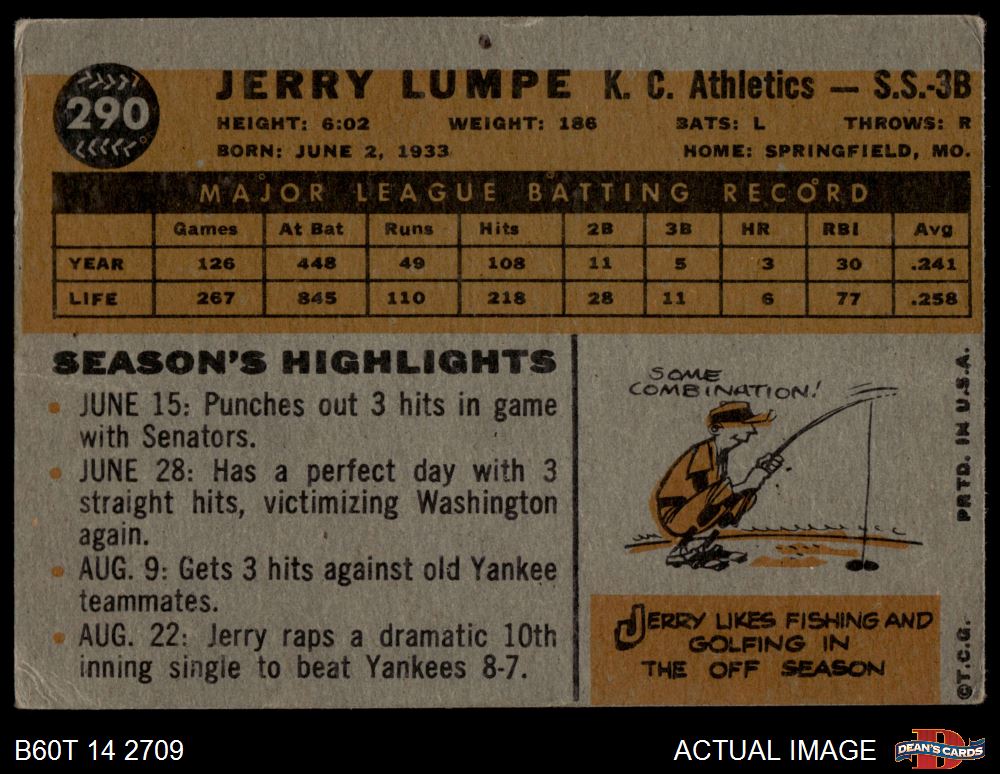 290
JERRY LUMPE K. C. Athletics — S.S.-3B
HEIGHT: 6:02 WEIGHT: 186 BATS: L THROWS: R
BORN: JUNE 2, 1933 HOME: SPRINGFIELD, MO.
MAJOR LEAGUE BATTING RECORD
Games At Bat Runs Hits 2B 3B HR RBI Avg
YEAR 126 448 49 108 11 5 3 30 .241
LIFE 267 845 110 218 28 11 6 77 .258
SEASON'S HIGHLIGHTS
• JUNE 15: Punches out 3 hits in game
with Senators.
• JUNE 28: Has a perfect day with 3
straight hits, victimizing Washington
again.
• AUG. 9: Gets 3 hits against old Yankee
teammates.
• AUG. 22: Jerry raps a dramatic 10th
inning single to beat Yankees 8-7.
SOME
COMBINATION!
JERRY LIKES FISHING AND
GOLFING IN
THE OFF SEASON
©T.C.G. PRTD. IN U.S.A.
B60T 14 2709 ACTUAL IMAGE
DEAN'S CARDS